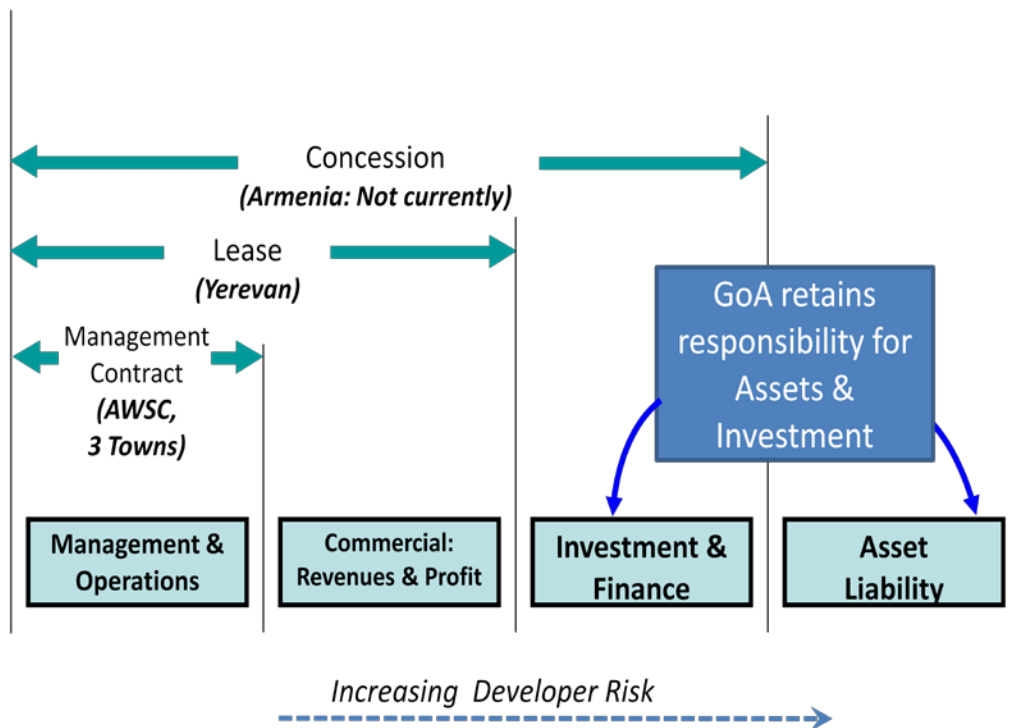 Concession
(Armenia: Not currently)
Lease
(Yerevan)
Management
Contract
(AWSC,
3 Towns)
GoA retains
responsibility for
Assets &
Investment
Management &
Operations
Commercial:
Revenues & Profit
Investment &
Finance
Asset
Liability
Increasing Developer Risk